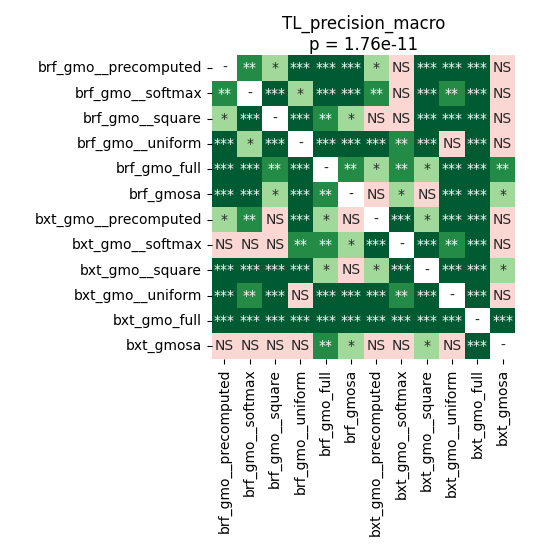 TL_precision_macro
p = 1.76e-11
brf_gmo__precomputed - ** * *** *** *** * NS *** *** *** NS
brf_gmo__softmax ** - *** * *** *** ** NS *** ** *** NS
brf_gmo__square * *** - *** ** * NS NS *** *** *** NS
brf_gmo__uniform *** * *** - *** *** *** ** *** NS *** NS
brf_gmo_full *** *** ** *** - ** * ** * *** *** **
brf_gmosa *** *** * *** ** - NS * NS *** *** *
bxt_gmo__precomputed * ** NS *** * NS - *** * *** *** NS
bxt_gmo__softmax NS NS NS ** ** * *** - *** ** *** NS
bxt_gmo__square *** *** *** *** * NS * *** - *** *** *
bxt_gmo__uniform *** ** *** NS *** *** *** ** *** - *** NS
bxt_gmo_full *** *** *** *** *** *** *** *** *** *** - ***
bxt_gmosa NS NS NS NS ** * NS NS * NS *** -
brf_gmo__precomputed
brf_gmo__softmax
brf_gmo__square
brf_gmo__uniform
brf_gmo_full
brf_gmosa
bxt_gmo__precomputed
bxt_gmo__softmax
bxt_gmo__square
bxt_gmo__uniform
bxt_gmo_full
bxt_gmosa